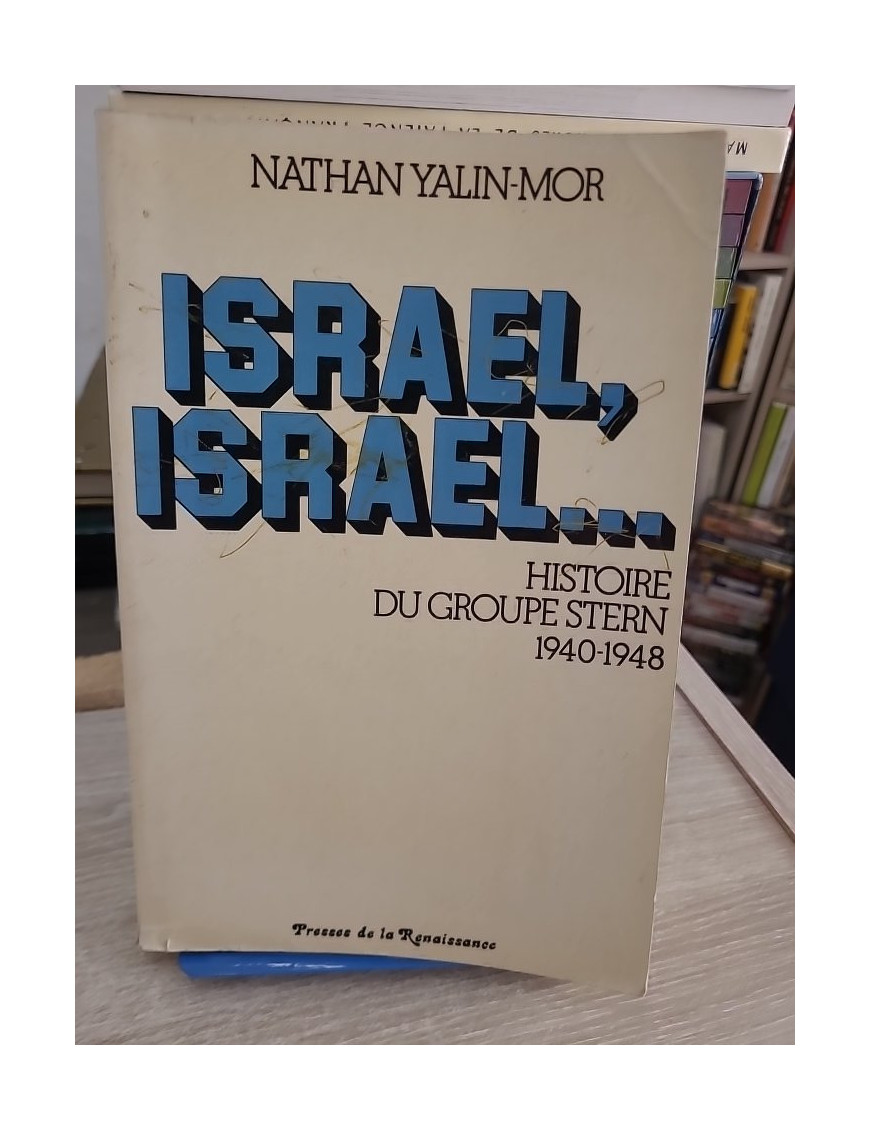 NATHAN YALIN-MOR
ISRAEL,
ISRAEL...
HISTOIRE
DU GROUPE STERN
1940-1948
Presses de la Renaissance